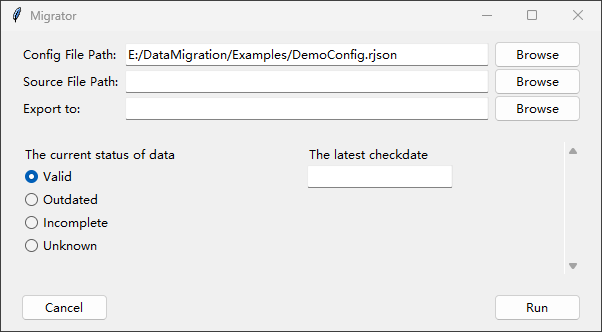 Migrator
Config File Path: E:/DataMigration/Examples/DemoConfig.rjson Browse
Source File Path: Browse
Export to: Browse
The current status of data The latest checkdate
Valid
Outdated
Incomplete
Unknown
Cancel Run